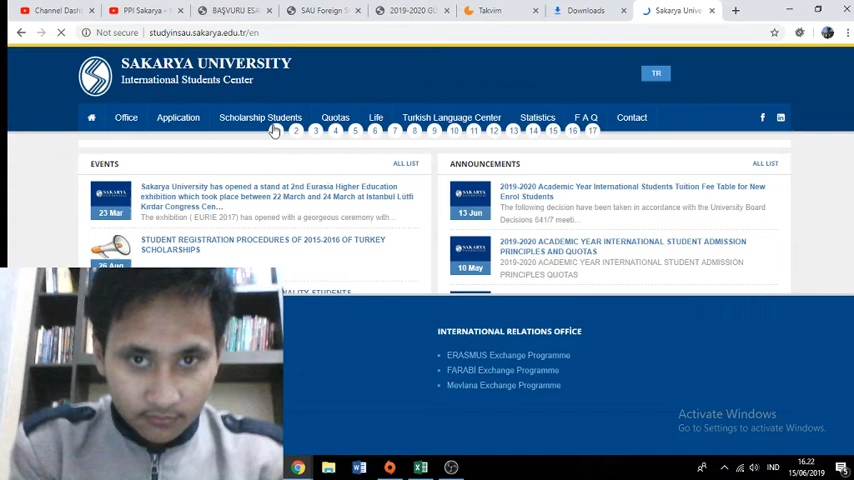 Channel Dash
PPI Sakarya -
BAŞVURU ESA
SAU Foreign S
2019-2020 GÜ
Takvim
Downloads
Sakarya Unive
Not secure | studyinsau.sakarya.edu.tr/en
SAKARYA UNIVERSITY
International Students Center
TR
Office
Application
Scholarship Students
Quotas
Life
Turkish Language Center
Statistics
F A Q
Contact
2 3 4 5 6 7 8 9 10 11 12 13 14 15 16 17
EVENTS
ALL LIST
23 Mar
Sakarya University has opened a stand at 2nd Eurasia Higher Education
exhibition which took place between 22 March and 24 March at Istanbul Lütfi
Kırdar Congress Cen...
The exhibition ( EURIE 2017) has opened with a georgeous ceremony with...
26 Aug
STUDENT REGISTRATION PROCEDURES OF 2015-2016 OF TURKEY
SCHOLARSHIPS
NALITY STUDENTS
ANNOUNCEMENTS
ALL LIST
13 Jun
2019-2020 Academic Year International Students Tuition Fee Table for New
Enrol Students
The following decision have been taken in accordance with the University Board
Decisions 641/7 meeti...
10 May
2019-2020 ACADEMIC YEAR INTERNATIONAL STUDENT ADMISSION
PRINCIPLES AND QUOTAS
2019-2020 ACADEMIC YEAR INTERNATIONAL STUDENT ADMISSION
PRINCIPLES QUOTAS
INTERNATIONAL RELATIONS OFFİCE
ERASMUS Exchange Programme
FARABİ Exchange Programme
Mevlana Exchange Programme
Activate Windows
Go to Settings to activate Windows.
IND
16.22
15/06/2019